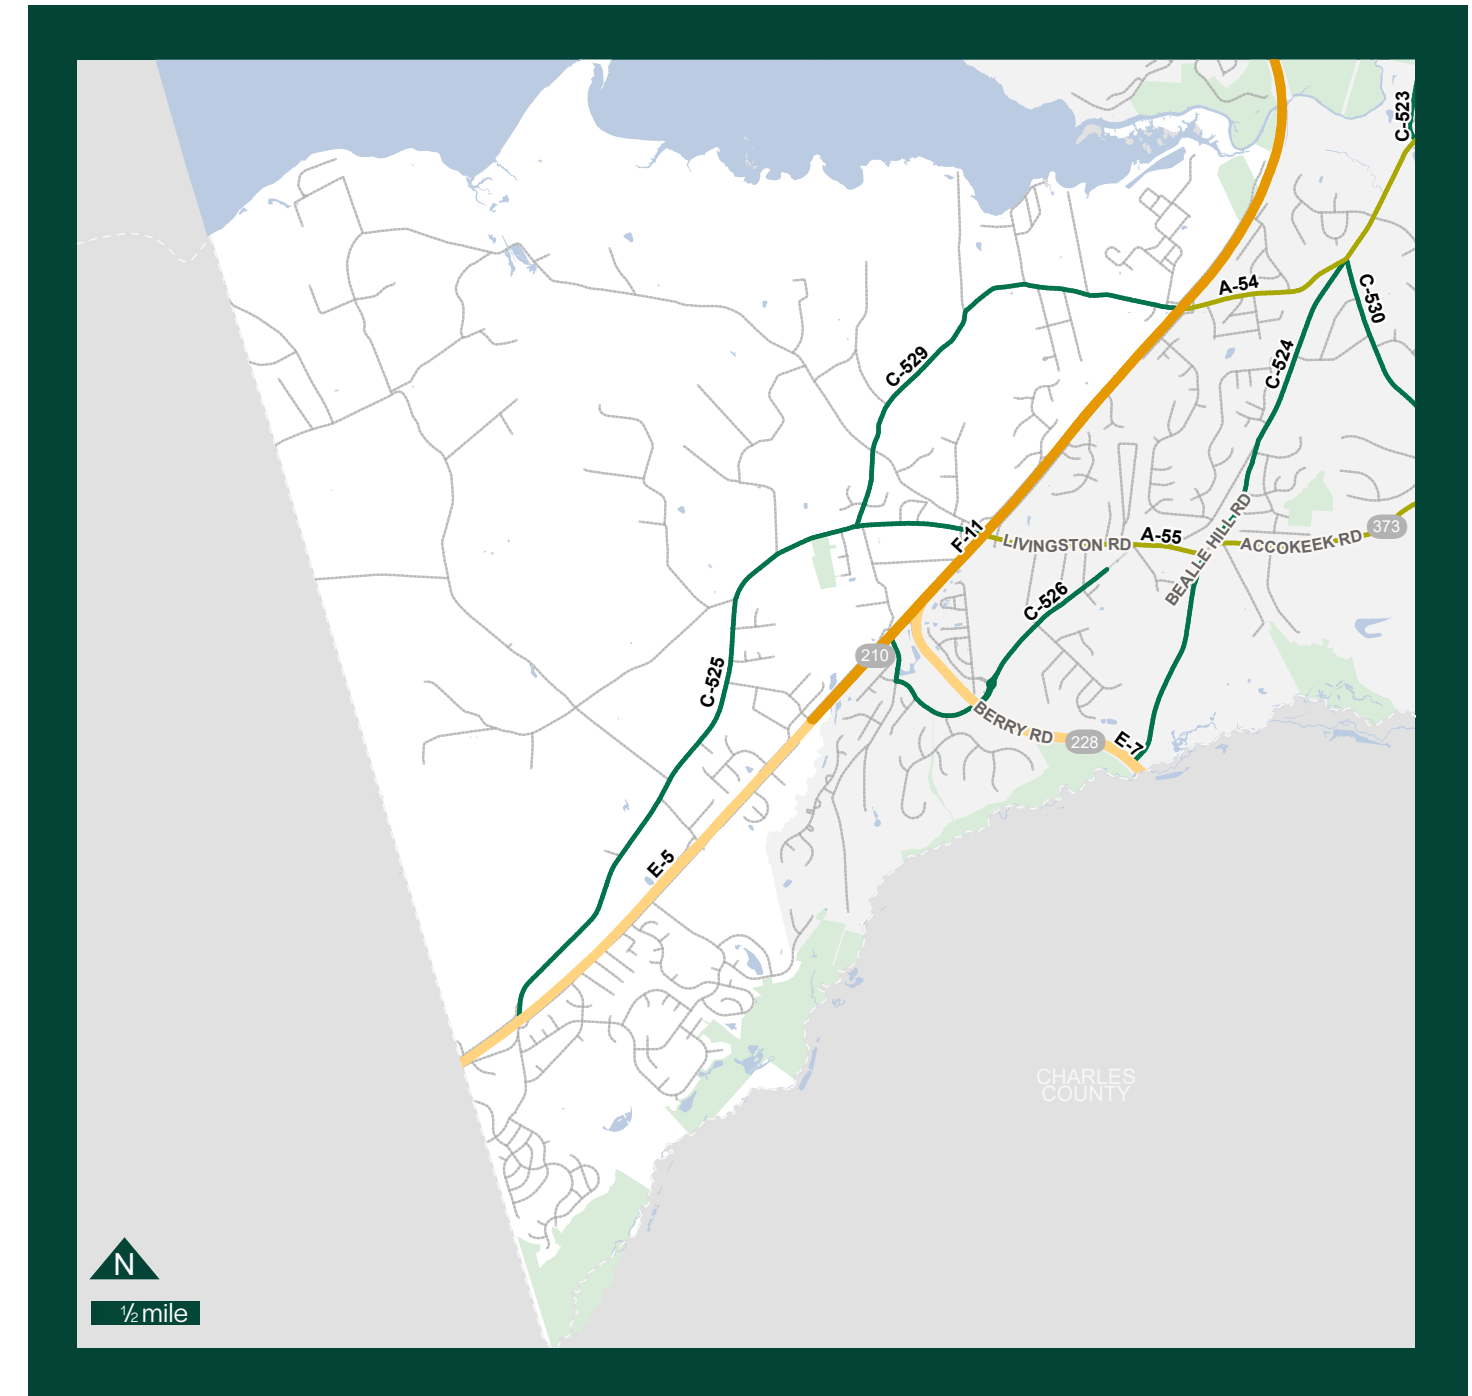 C-523
A-54
C-530
C-529
C-524
F-11
LIVINGSTON RD
A-55
BEALLE HILL RD
ACCOKEEK RD
373
C-526
210
C-525
BERRY RD
228
E-7
E-5
CHARLES
COUNTY
N
½ mile